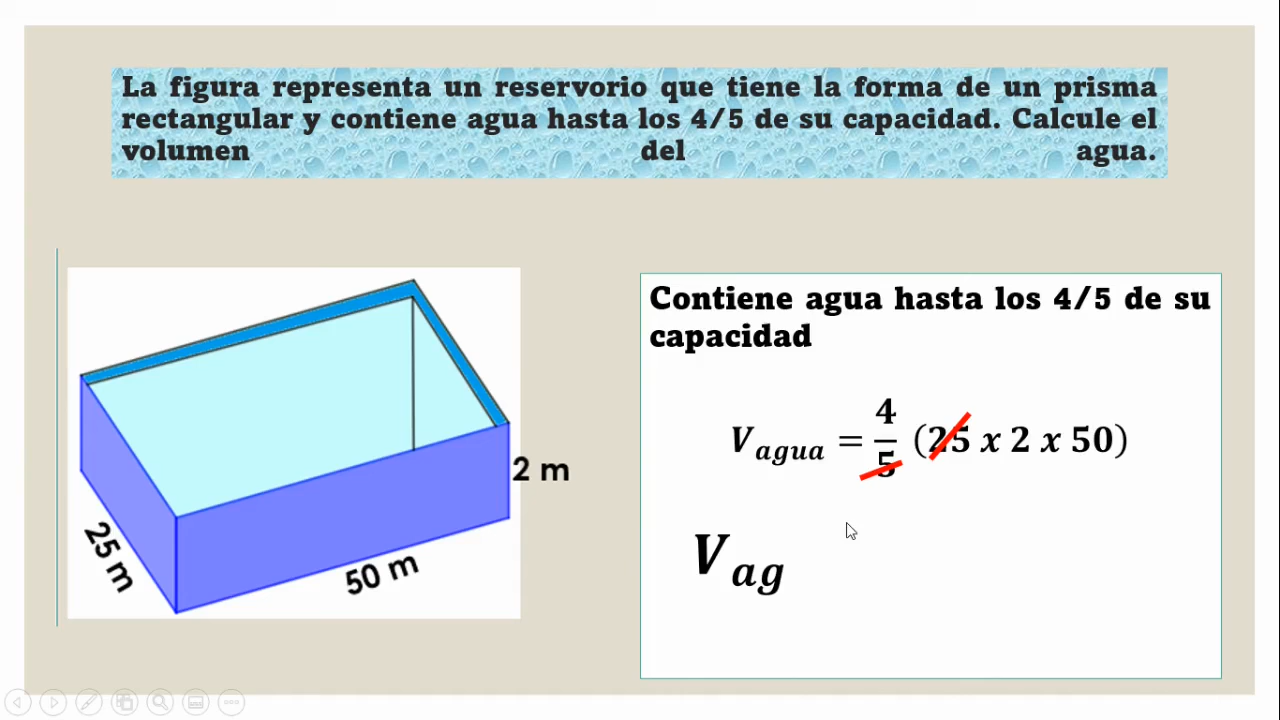 La figura representa un reservorio que tiene la forma de un prisma
rectangular y contiene agua hasta los 4/5 de su capacidad. Calcule el
volumen del agua.
Contiene agua hasta los 4/5 de su
capacidad
V_agua = 4/5 (25 x 2 x 50)
2 m
25 m
50 m
V_ag